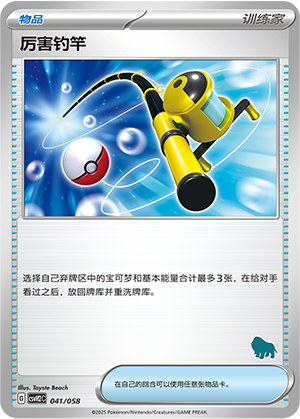 物品
训练家
厉害钓竿
选择自己弃牌区中的宝可梦和基本能量合计最多3张，在给对手
看过之后，放回牌库并重洗牌库。
Illus. Toyste Beach
G CSVH2C 041/058
在自己的回合可以使用任意张物品卡。
©2025 Pokémon/Nintendo/Creatures/GAME FREAK.